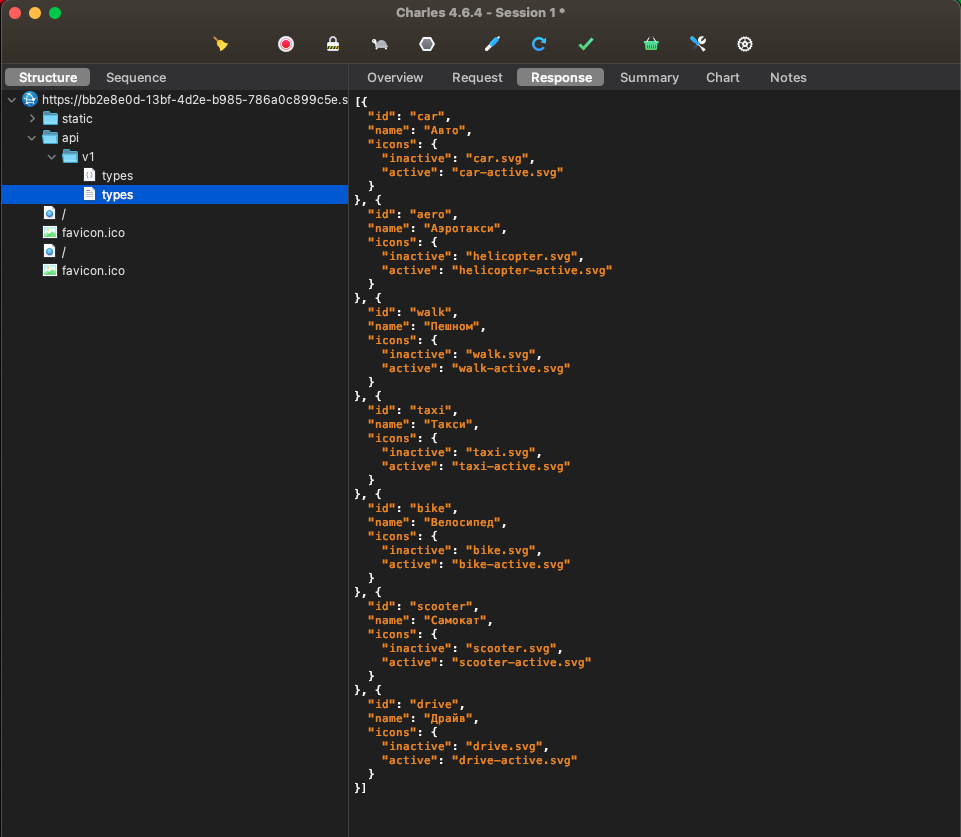 Charles 4.6.4 - Session 1 *
Structure
Sequence
Overview
Request
Response
Summary
Chart
Notes
https://bb2e8e0d-13bf-4d2e-b985-786a0c899c5e.s
static
api
v1
types
types
/
favicon.ico
/
favicon.ico
[{
"id": "car",
"name": "Авто",
"icons": {
"inactive": "car.svg",
"active": "car-active.svg"
}
}, {
"id": "aero",
"name": "Аэротакси",
"icons": {
"inactive": "helicopter.svg",
"active": "helicopter-active.svg"
}
}, {
"id": "walk",
"name": "Пешном",
"icons": {
"inactive": "walk.svg",
"active": "walk-active.svg"
}
}, {
"id": "taxi",
"name": "Такси",
"icons": {
"inactive": "taxi.svg",
"active": "taxi-active.svg"
}
}, {
"id": "bike",
"name": "Велосипед",
"icons": {
"inactive": "bike.svg",
"active": "bike-active.svg"
}
}, {
"id": "scooter",
"name": "Самокат",
"icons": {
"inactive": "scooter.svg",
"active": "scooter-active.svg"
}
}, {
"id": "drive",
"name": "Драйв",
"icons": {
"inactive": "drive.svg",
"active": "drive-active.svg"
}
}]